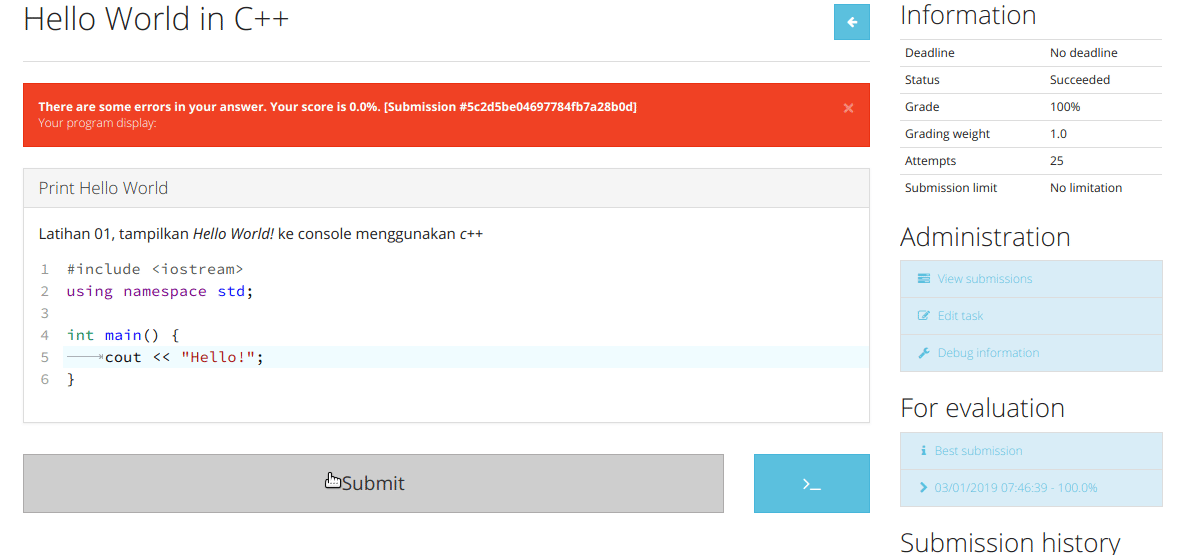 Hello World in C++
There are some errors in your answer. Your score is 0.0%. [Submission #5c2d5be04697784fb7a28b0d]
Your program display:
×
Print Hello World
Latihan 01, tampilkan Hello World! ke console menggunakan c++
1 #include <iostream>
2 using namespace std;
3
4 int main() {
5 cout << "Hello!";
6 }
Submit
>_
Information
Deadline No deadline
Status Succeeded
Grade 100%
Grading weight 1.0
Attempts 25
Submission limit No limitation
Administration
View submissions
Edit task
Debug information
For evaluation
Best submission
03/01/2019 07:46:39 - 100.0%
Submission history